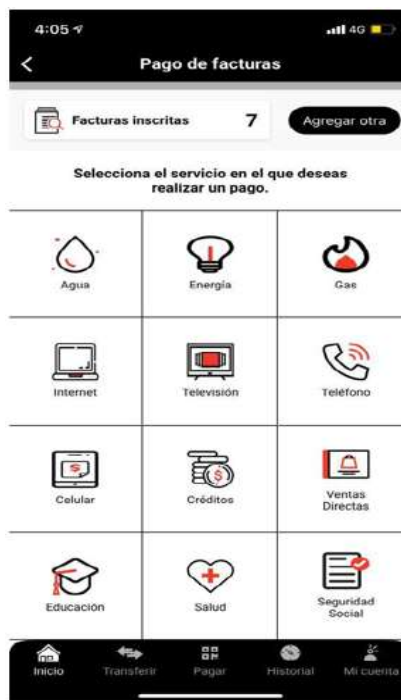 4:05
4G
Pago de facturas
Facturas inscritas 7 Agregar otra
Selecciona el servicio en el que deseas
realizar un pago.
Agua Energía Gas
Internet Televisión Teléfono
Celular Créditos Ventas
Directas
Educación Salud Seguridad
Social
Inicio Transferir Pagar Historial Mi cuenta